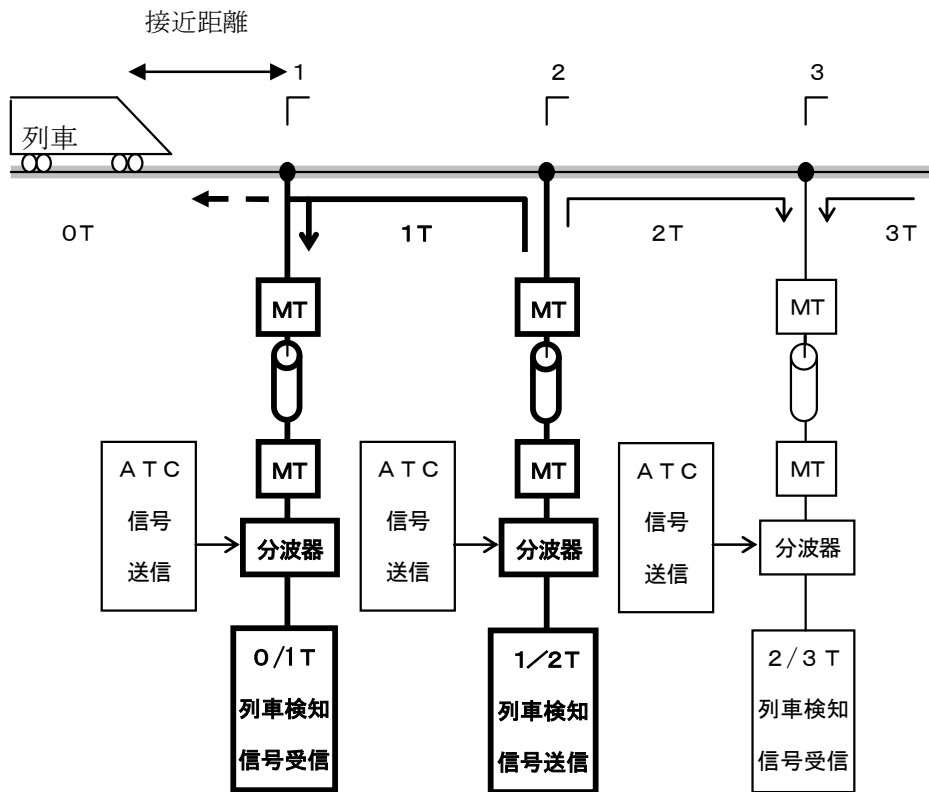 接近距離
1
2
3
列車
0T
1T
2T
3T
MT
MT
MT
MT
MT
MT
ATC
信号
送信
ATC
信号
送信
ATC
信号
送信
分波器
分波器
分波器
0/1T
列車検知
信号受信
1/2T
列車検知
信号送信
2/3T
列車検知
信号受信